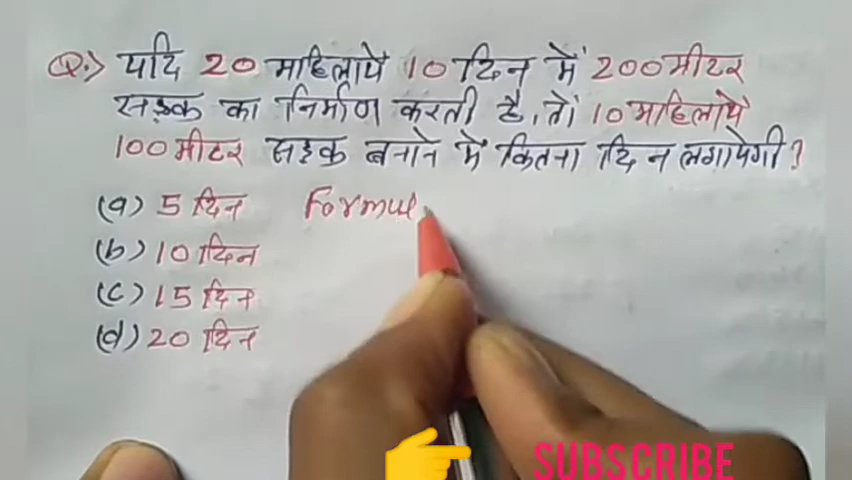 Q.> यदि 20 महिलायें 10 दिन में 200 मीटर
सड़क का निर्माण करती है, तो 10 महिलायें
100 मीटर सड़क बनाने में कितना दिन लगायेगी?
(a) 5 दिन Formul
(b) 10 दिन
(c) 15 दिन
(d) 20 दिन
SUBSCRIBE